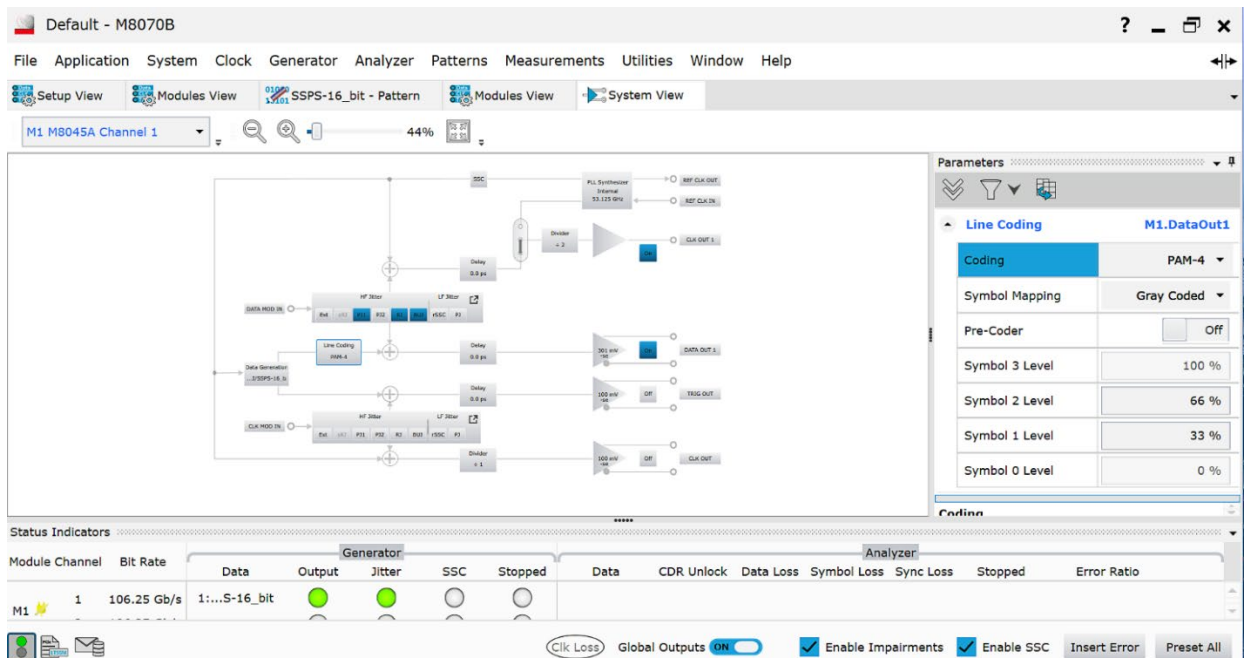 Default - M8070B
?
File Application System Clock Generator Analyzer Patterns Measurements Utilities Window Help
Setup View Modules View SSPS-16_bit - Pattern Modules View System View
M1 M8045A Channel 1 44%
SSC
PLL Synthesizer
Internal
53.125 GHz
REF CLK OUT
REF CLK IN
Divider
÷ 2
On
CLK OUT 1
Delay
0.0 ps
HF Jitter LF Jitter
DATA MOD IN
Ext sRJ PJ1 PJ2 RJ BUJ rSSC PJ
Line Coding
PAM-4
Delay
0.0 ps
301 mV
On
DATA OUT 1
Data Generation
Delay
0.0 ps
100 mV
Off
TRIG OUT
HF Jitter LF Jitter
CLK MOD IN
Ext sRJ PJ1 PJ2 RJ BUJ rSSC PJ
Divider
÷ 1
100 mV
Off
CLK OUT
Parameters
Line Coding M1.DataOut1
Coding PAM-4
Symbol Mapping Gray Coded
Pre-Coder Off
Symbol 3 Level 100 %
Symbol 2 Level 66 %
Symbol 1 Level 33 %
Symbol 0 Level 0 %
Coding
Status Indicators
Generator Analyzer
Module Channel Bit Rate Data Output Jitter SSC Stopped Data CDR Unlock Data Loss Symbol Loss Sync Loss Stopped Error Ratio
M1 1 106.25 Gb/s 1:...S-16_bit
Clk Loss Global Outputs ON Enable Impairments Enable SSC Insert Error Preset All